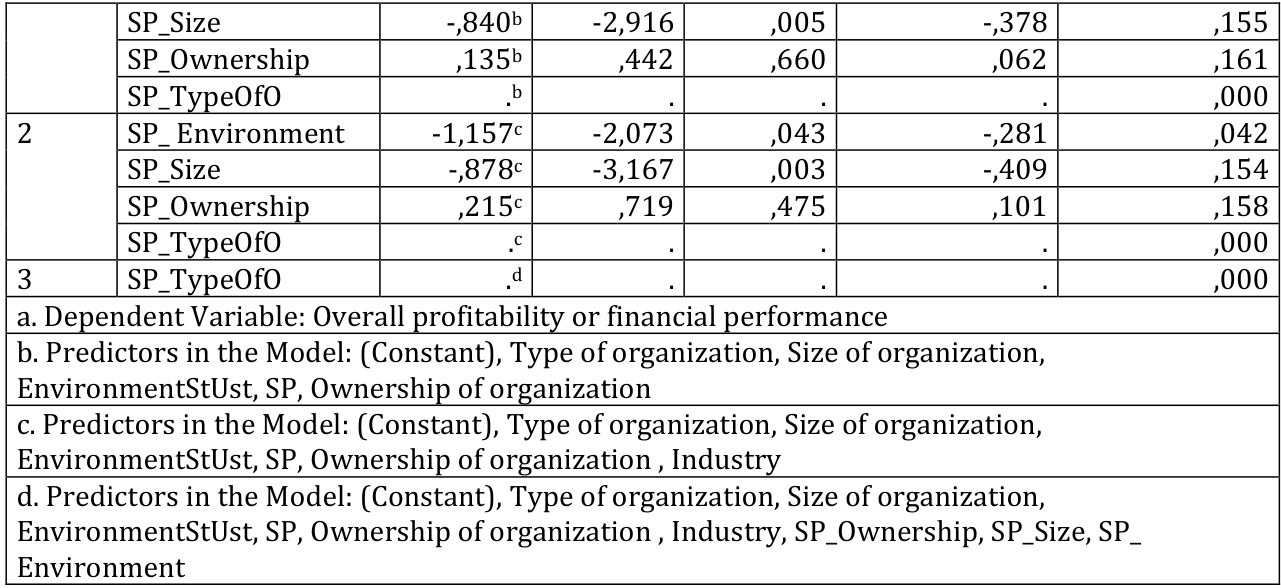 SP_Size -,840ᵇ -2,916 ,005 -,378 ,155
SP_Ownership ,135ᵇ ,442 ,660 ,062 ,161
SP_TypeOfO .ᵇ . . . ,000
2 SP_ Environment -1,157ᶜ -2,073 ,043 -,281 ,042
SP_Size -,878ᶜ -3,167 ,003 -,409 ,154
SP_Ownership ,215ᶜ ,719 ,475 ,101 ,158
SP_TypeOfO .ᶜ . . . ,000
3 SP_TypeOfO .ᵈ . . . ,000
a. Dependent Variable: Overall profitability or financial performance
b. Predictors in the Model: (Constant), Type of organization, Size of organization,
EnvironmentStUst, SP, Ownership of organization
c. Predictors in the Model: (Constant), Type of organization, Size of organization,
EnvironmentStUst, SP, Ownership of organization , Industry
d. Predictors in the Model: (Constant), Type of organization, Size of organization,
EnvironmentStUst, SP, Ownership of organization , Industry, SP_Ownership, SP_Size, SP_
Environment